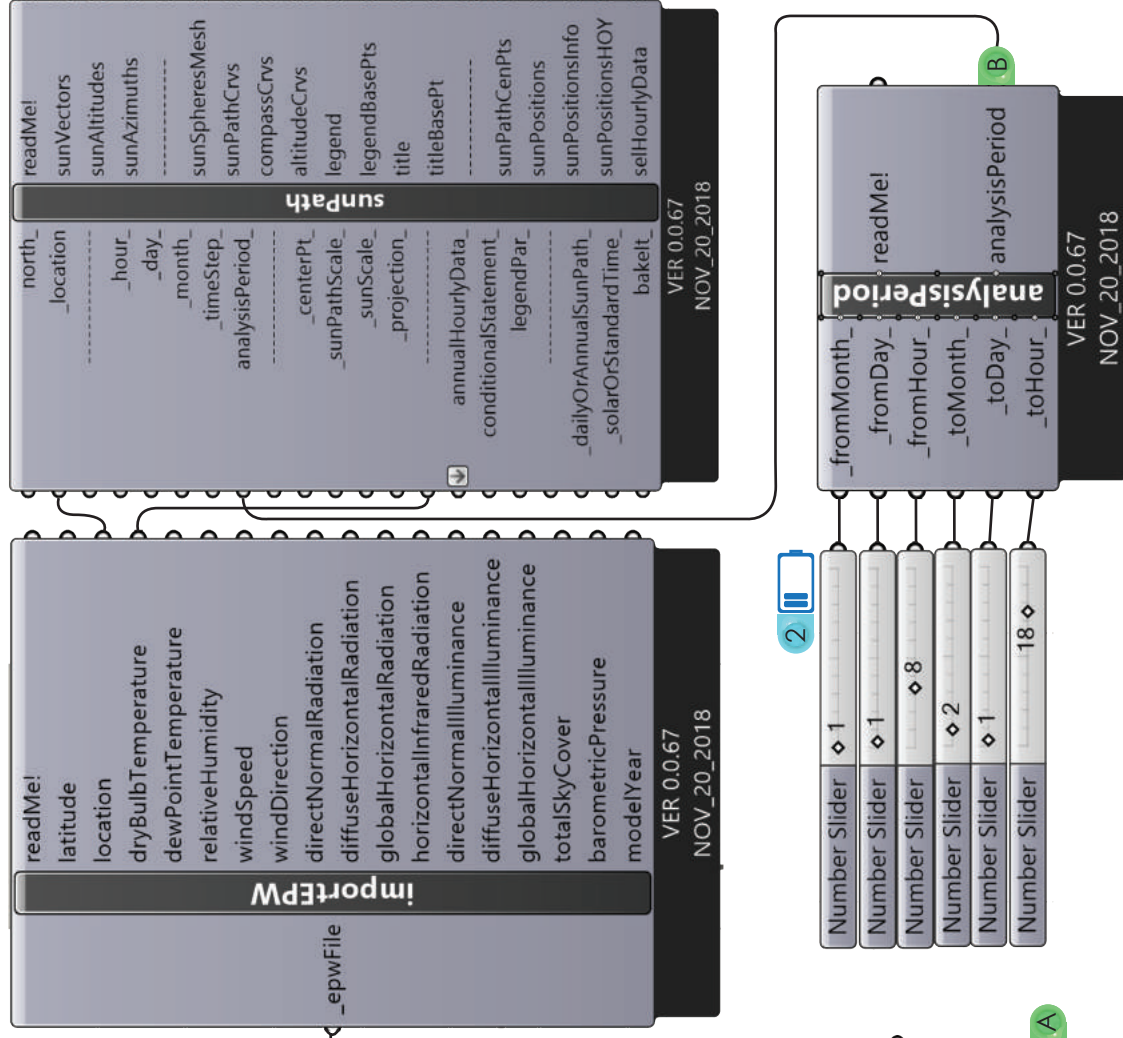 _epwFile
importEPW
readMe!
latitude
location
dryBulbTemperature
dewPointTemperature
relativeHumidity
windSpeed
windDirection
directNormalRadiation
diffuseHorizontalRadiation
globalHorizontalRadiation
horizontalInfraredRadiation
directNormalIlluminance
diffuseHorizontalIlluminance
globalHorizontalIlluminance
totalSkyCover
barometricPressure
modelYear
VER 0.0.67
NOV_20_2018
north_
_location
_hour_
_day_
_month_
_timeStep_
analysisPeriod_
_centerPt_
_sunPathScale_
_sunScale_
_projection_
annualHourlyData_
conditionalStatement_
legendPar_
_dailyOrAnnualSunPath_
_solarOrStandardTime_
bakeIt_
sunPath
readMe!
sunVectors
sunAltitudes
sunAzimuths
sunSpheresMesh
sunPathCrvs
compassCrvs
altitudeCrvs
legend
legendBasePts
title
titleBasePt
sunPathCenPts
sunPositions
sunPositionsInfo
sunPositionsHOY
selHourlyData
VER 0.0.67
NOV_20_2018
A
2
Number Slider ◇ 1
Number Slider ◇ 1
Number Slider ◇ 8
Number Slider ◇ 2
Number Slider ◇ 1
Number Slider 18 ◇
_fromMonth_
_fromDay_
_fromHour_
_toMonth_
_toDay_
_toHour_
analysisPeriod
readMe!
analysisPeriod
VER 0.0.67
NOV_20_2018
B